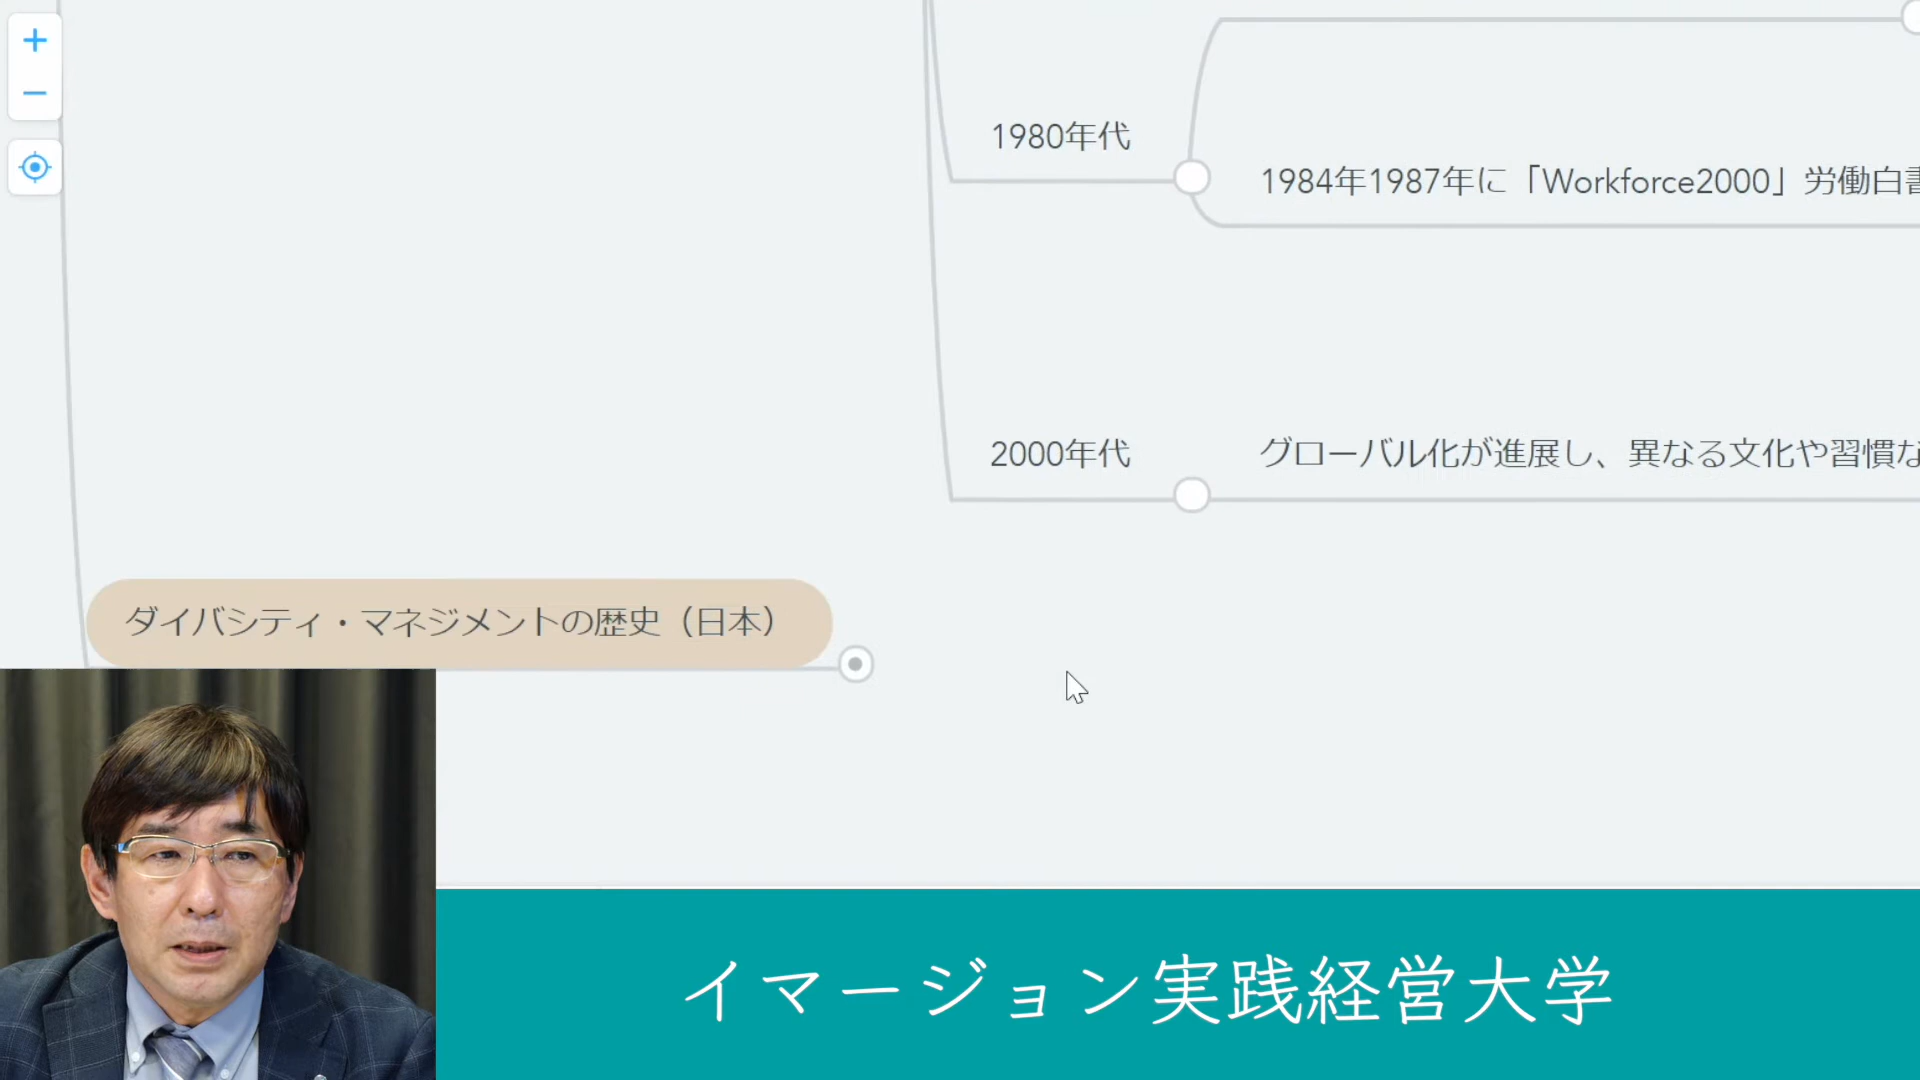 1980年代
1984年1987年に「Workforce2000」労働白書
2000年代
グローバル化が進展し、異なる文化や習慣な
ダイバシティ・マネジメントの歴史（日本）
イマージョン実践経営大学